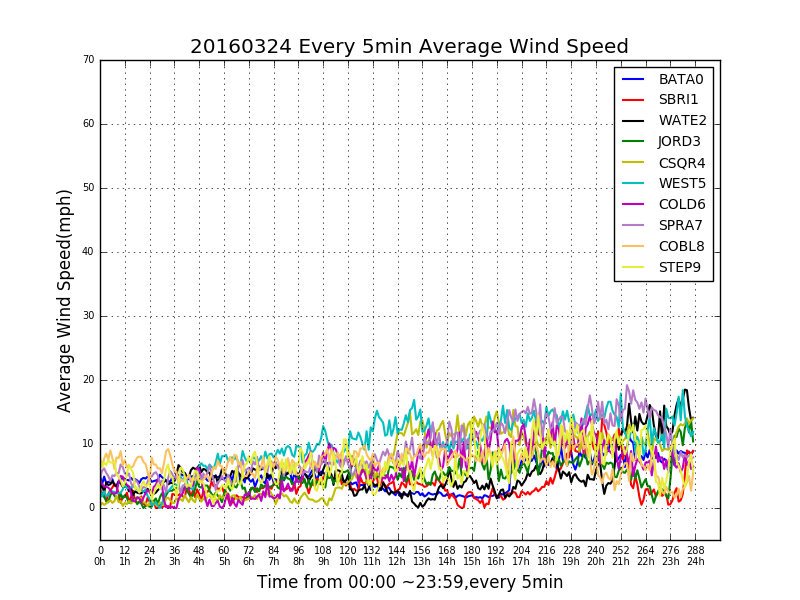 20160324 Every 5min Average Wind Speed
70
60
50
40
30
20
10
0
Average Wind Speed(mph)
BATA0
SBRI1
WATE2
JORD3
CSQR4
WEST5
COLD6
SPRA7
COBL8
STEP9
0 12 24 36 48 60 72 84 96 108 120 132 144 156 168 180 192 204 216 228 240 252 264 276 288
0h 1h 2h 3h 4h 5h 6h 7h 8h 9h 10h 11h 12h 13h 14h 15h 16h 17h 18h 19h 20h 21h 22h 23h 24h
Time from 00:00 ~23:59,every 5min